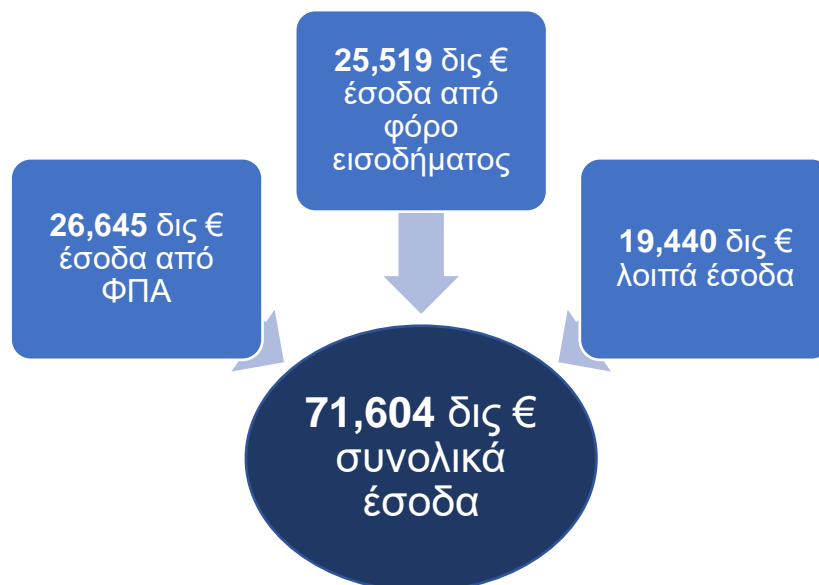 25,519 δις €
έσοδα από
φόρο
εισοδήματος
26,645 δις €
έσοδα από
ΦΠΑ
19,440 δις €
λοιπά έσοδα
71,604 δις €
συνολικά
έσοδα